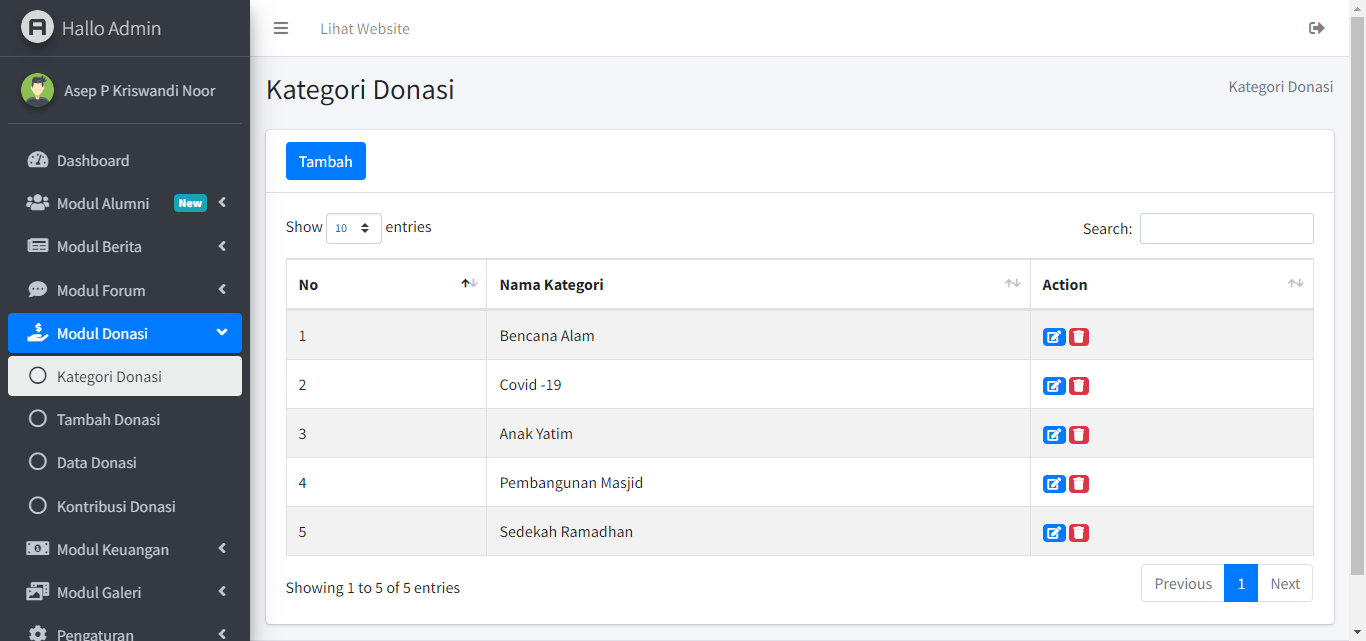 Hallo Admin
Lihat Website
Asep P Kriswandi Noor
Dashboard
Modul Alumni New
Modul Berita
Modul Forum
Modul Donasi
Kategori Donasi
Tambah Donasi
Data Donasi
Kontribusi Donasi
Modul Keuangan
Modul Galeri
Pengaturan
Kategori Donasi
Kategori Donasi
Tambah
Show 10 entries
Search:
No Nama Kategori Action
1 Bencana Alam
2 Covid -19
3 Anak Yatim
4 Pembangunan Masjid
5 Sedekah Ramadhan
Showing 1 to 5 of 5 entries
Previous 1 Next